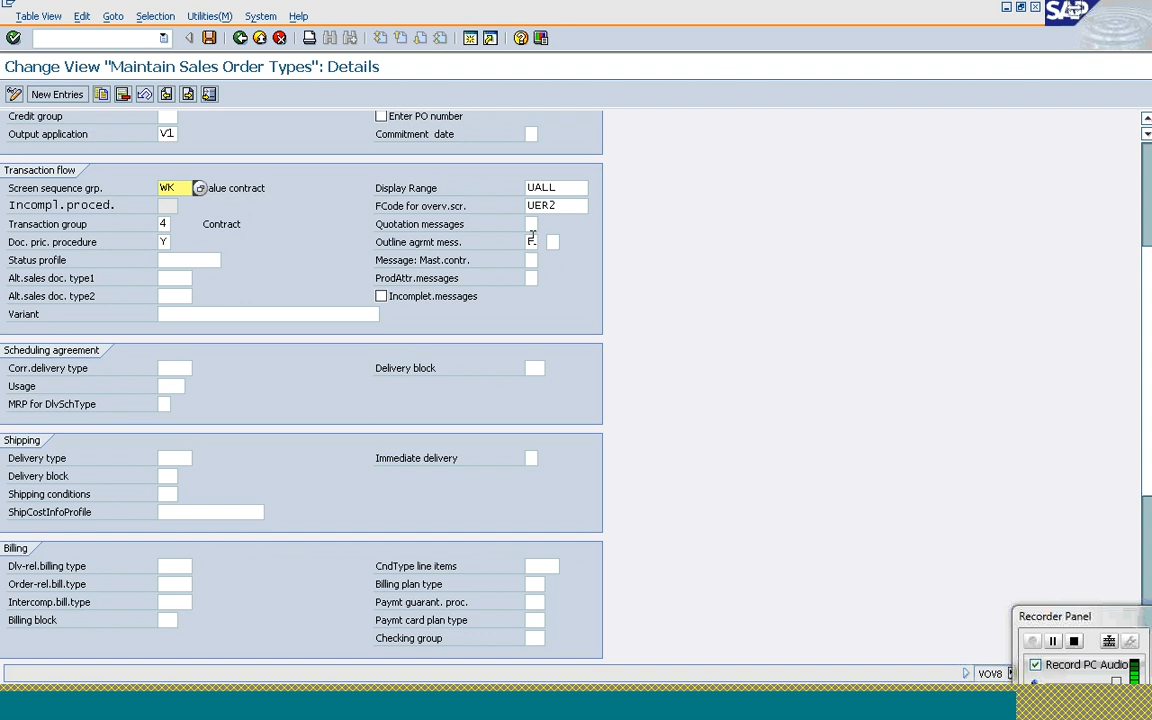 Table View Edit Goto Selection Utilities(M) System Help
SAP
Change View "Maintain Sales Order Types": Details
New Entries
Credit group Enter PO number
Output application V1 Commitment date
Transaction flow
Screen sequence grp. WK alue contract Display Range UALL
Incompl.proced. FCode for overv.scr. UER2
Transaction group 4 Contract Quotation messages
Doc. pric. procedure Y Outline agrmt mess.
Status profile Message: Mast.contr.
Alt.sales doc. type1 ProdAttr.messages
Alt.sales doc. type2 Incomplet.messages
Variant
Scheduling agreement
Corr.delivery type Delivery block
Usage
MRP for DlvSchType
Shipping
Delivery type Immediate delivery
Delivery block
Shipping conditions
ShipCostInfoProfile
Billing
Dlv-rel.billing type CndType line items
Order-rel.bill.type Billing plan type
Intercomp.bill.type Paymt guarant. proc.
Billing block Paymt card plan type
Checking group
Recorder Panel
Record PC Audio
VOV8